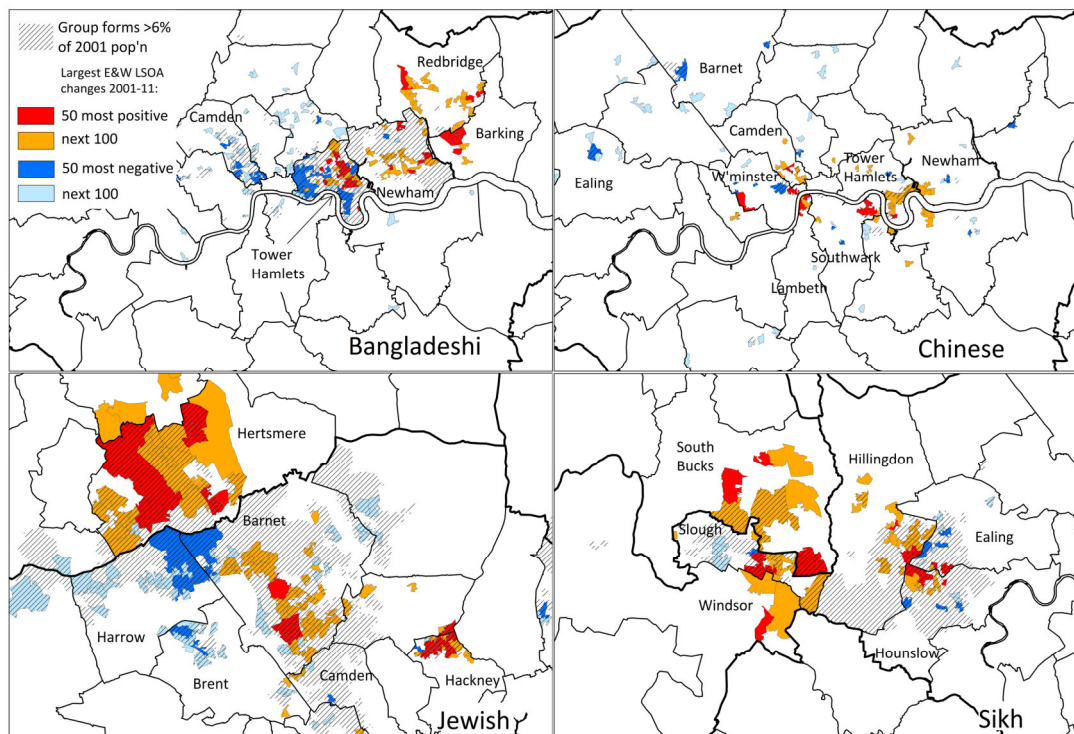 Group forms >6%
of 2001 pop'n
Largest E&W LSOA
changes 2001-11:
50 most positive
next 100
50 most negative
next 100
Redbridge
Camden
Barking
Newham
Tower
Hamlets
Bangladeshi
Barnet
Camden
Tower
Hamlets
Newham
Ealing
W'minster
Southwark
Lambeth
Chinese
Hertsmere
Barnet
Harrow
Brent
Camden
Hackney
Jewish
South
Bucks
Hillingdon
Slough
Ealing
Windsor
Hounslow
Sikh